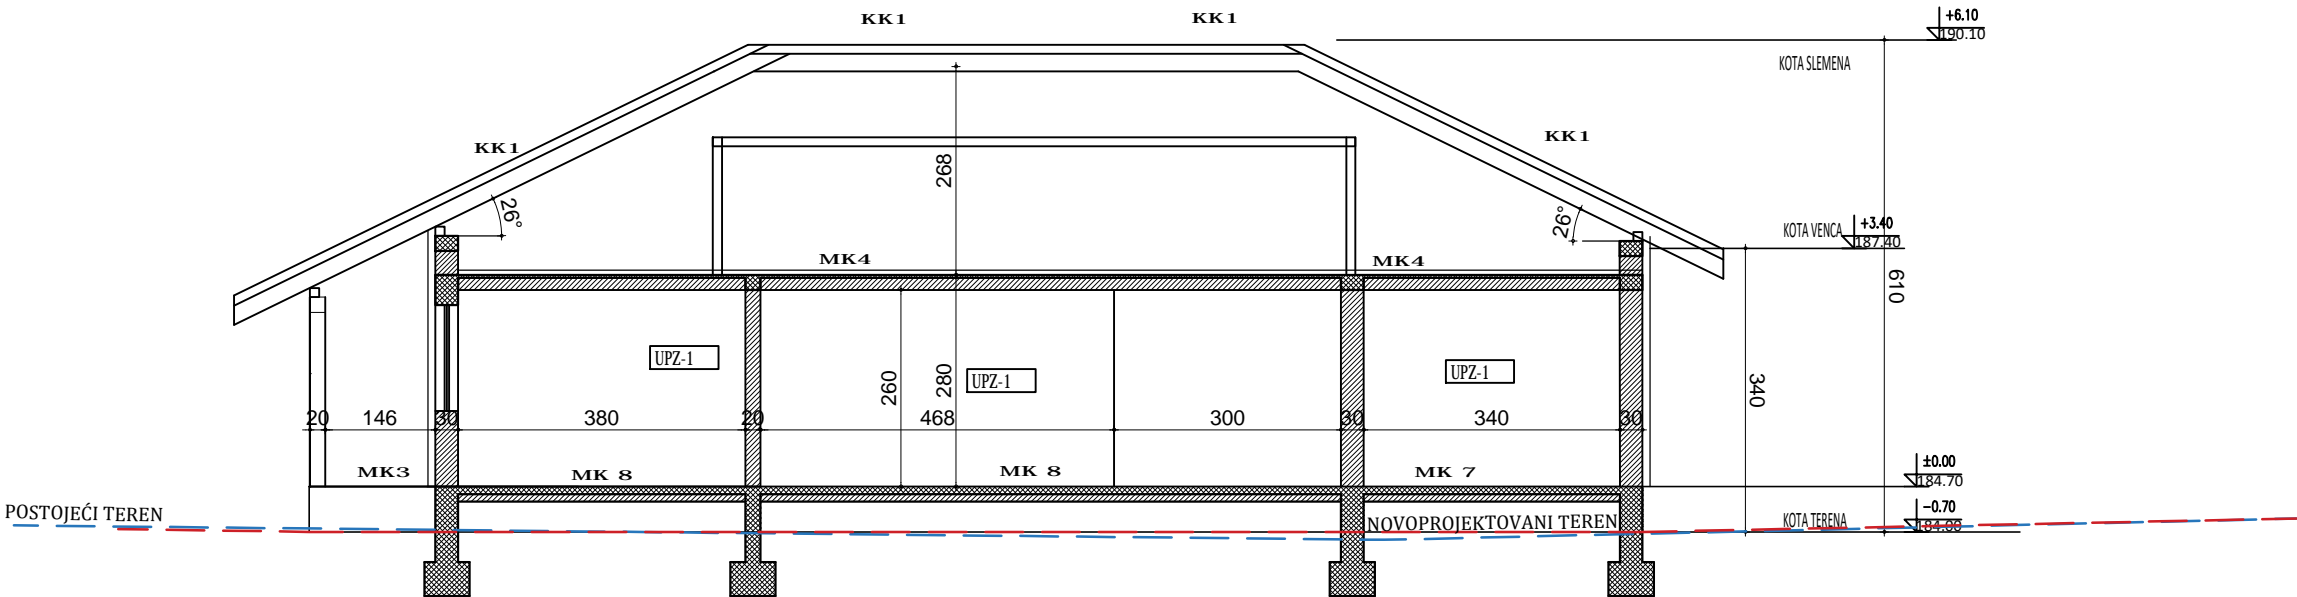 KK1
KK1
+6.10
190.10
KOTA SLEMENA
KK1
KK1
268
26°
26°
+3.40
KOTA VENCA
187.40
MK4
MK4
610
UPZ-1
UPZ-1
UPZ-1
260
280
340
20
146
30
380
20
468
300
30
340
30
MK3
MK 8
MK 8
MK 7
±0.00
184.70
POSTOJEĆI TEREN
NOVOPROJEKTOVANI TEREN
KOTA TERENA
-0.70
184.00